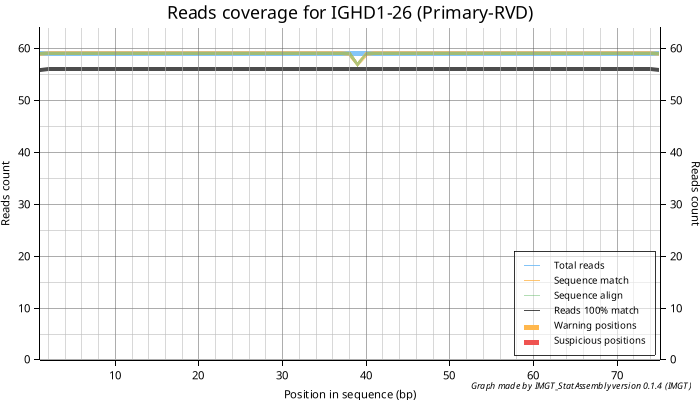 Reads coverage for IGHD1-26 (Primary-RVD)
60 60
50 50
40 40
30 30
20 20
10 10
0 0
Reads count
Reads count
Total reads
Sequence match
Sequence align
Reads 100% match
Warning positions
Suspicious positions
10 20 30 40 50 60 70
Position in sequence (bp)
Graph made by IMGT_StatAssembly version 0.1.4 (IMGT)